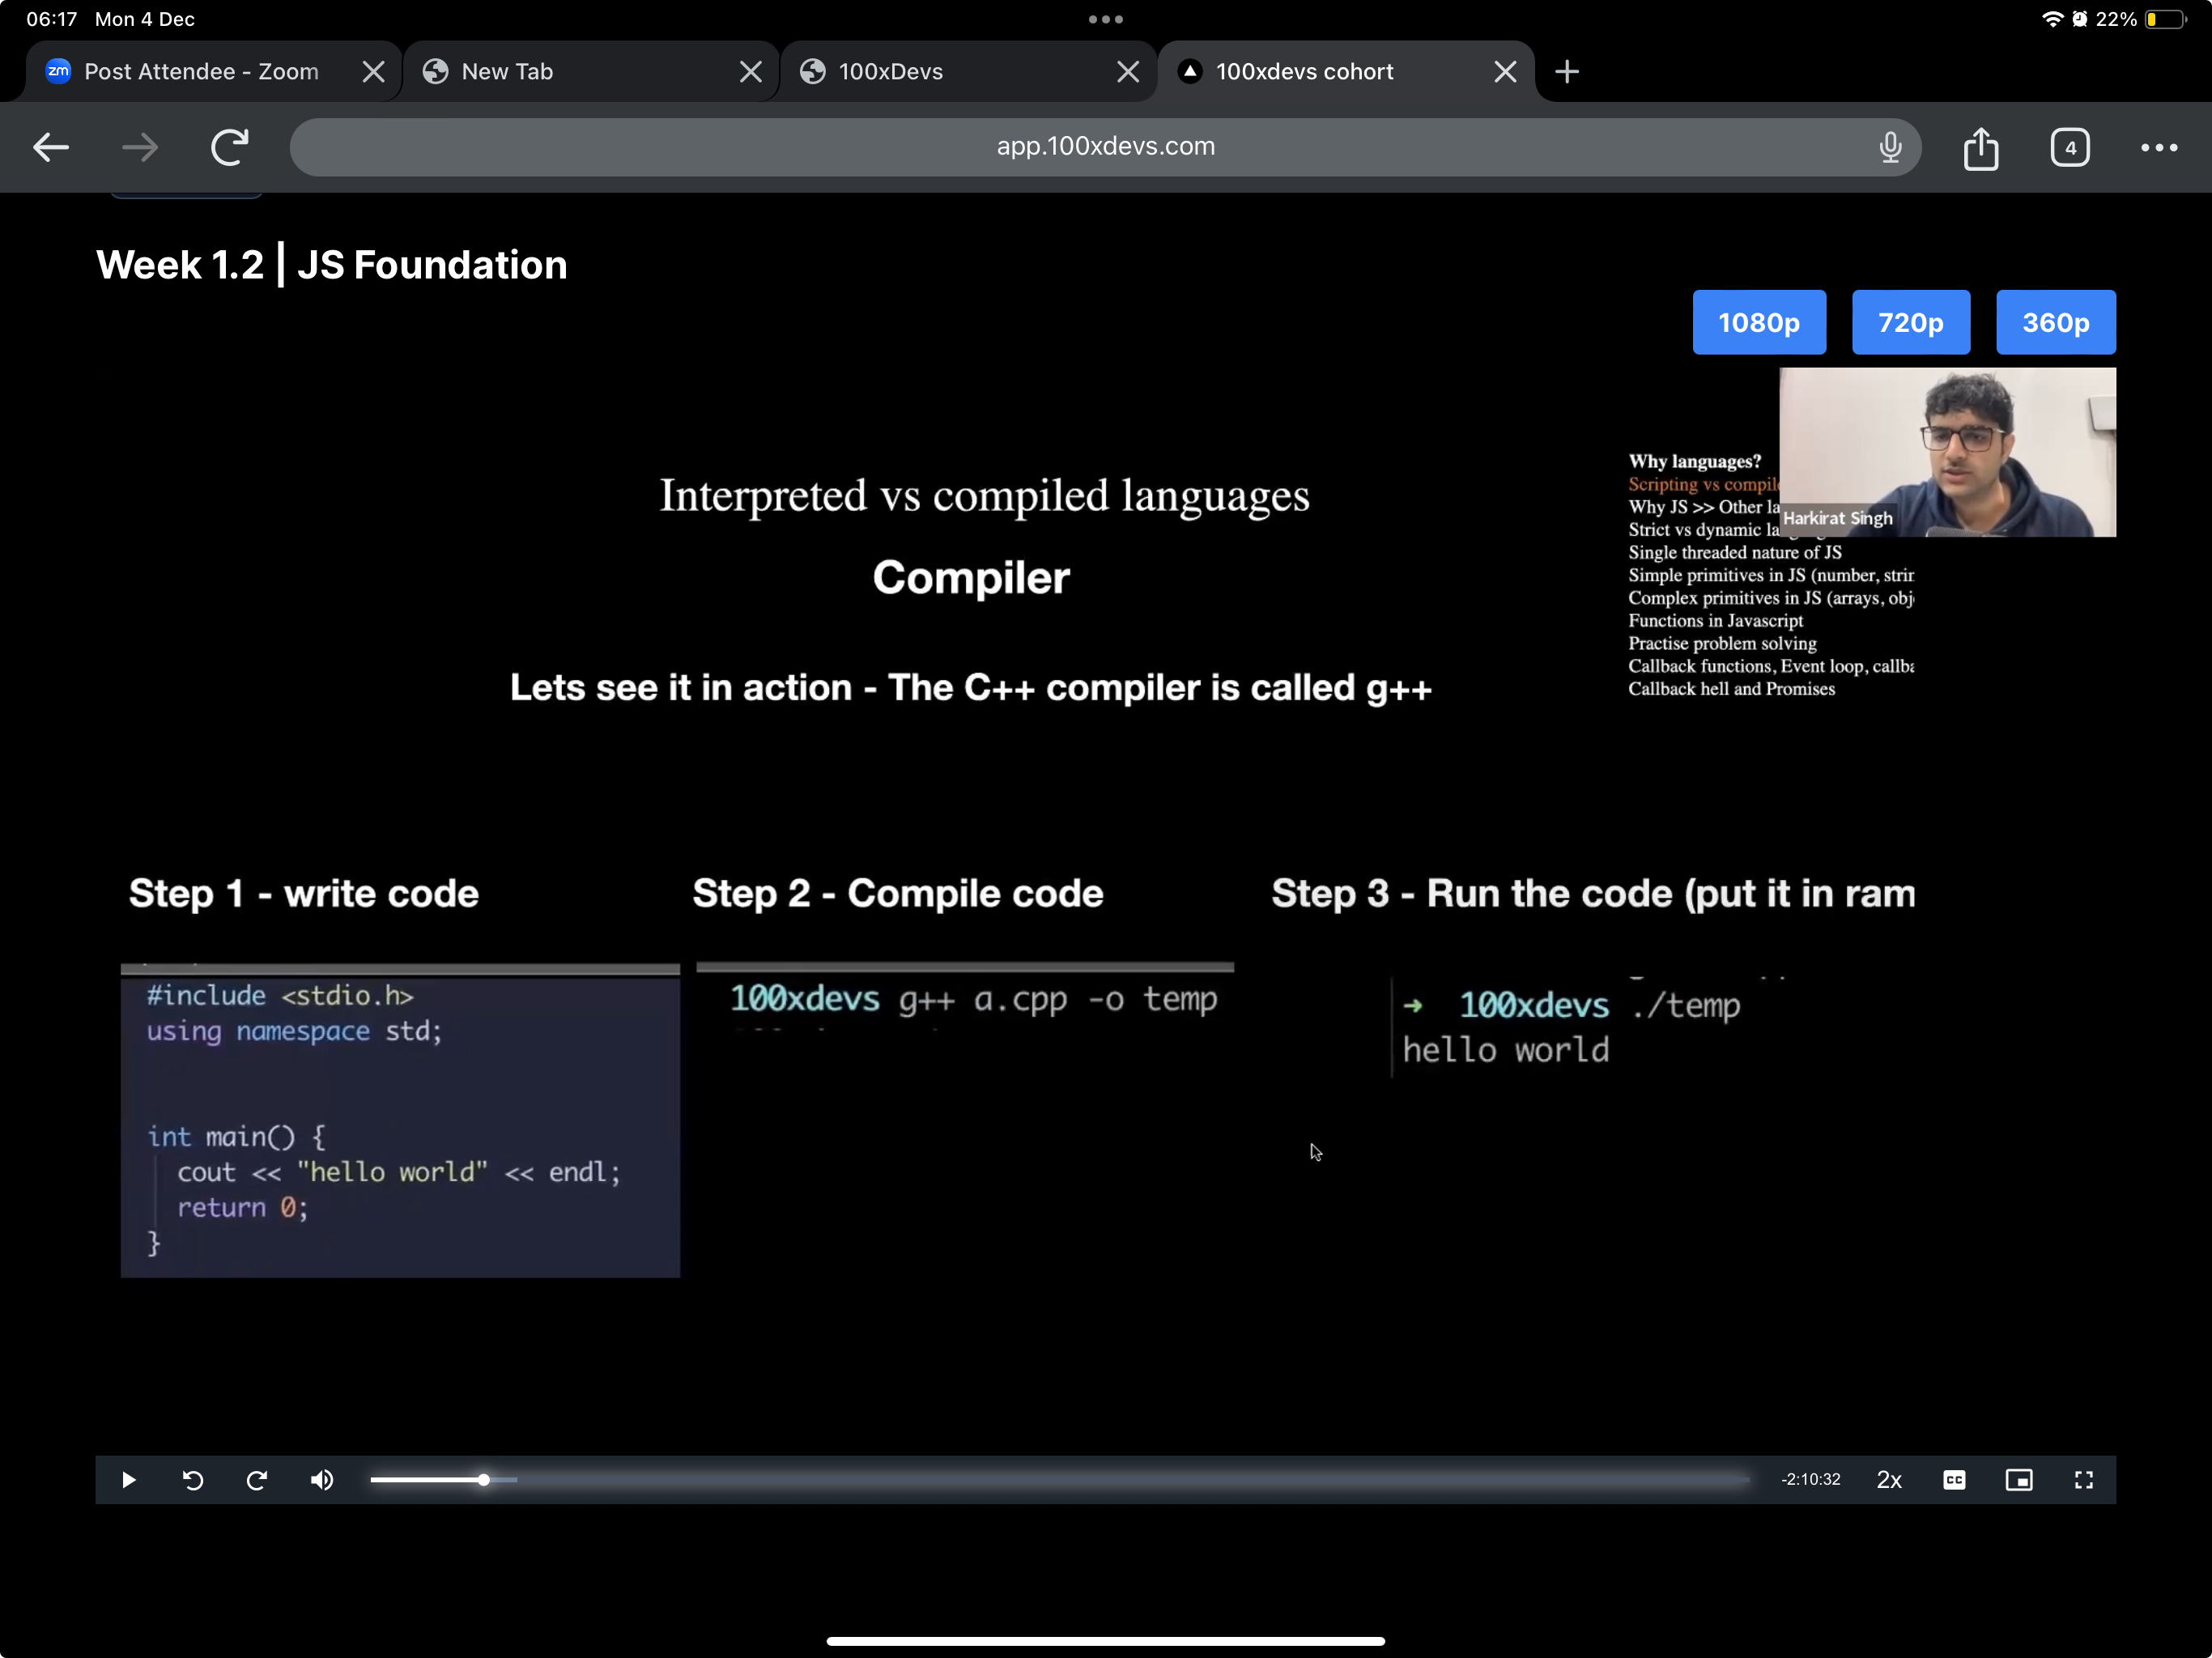 06:17 Mon 4 Dec
22%
zm Post Attendee - Zoom
New Tab
100xDevs
100xdevs cohort
app.100xdevs.com
4
Week 1.2 | JS Foundation
1080p 720p 360p
Interpreted vs compiled languages
Compiler
Lets see it in action - The C++ compiler is called g++
Why languages?
Scripting vs compil
Why JS >> Other la
Strict vs dynamic la
Single threaded nature of JS
Simple primitives in JS (number, strin
Complex primitives in JS (arrays, obj
Functions in Javascript
Practise problem solving
Callback functions, Event loop, callba
Callback hell and Promises
Harkirat Singh
Step 1 - write code
#include <stdio.h>
using namespace std;
int main() {
cout << "hello world" << endl;
return 0;
}
Step 2 - Compile code
100xdevs g++ a.cpp -o temp
Step 3 - Run the code (put it in ram
→ 100xdevs ./temp
hello world
-2:10:32
2x
CC